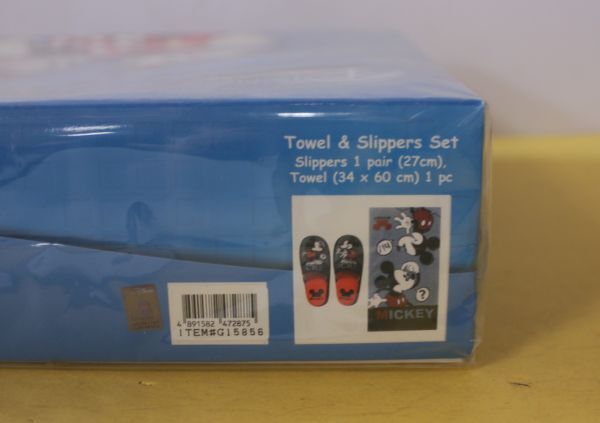 Towel & Slippers Set
Slippers 1 pair (27cm),
Towel (34 x 60 cm) 1 pc
MICKEY
?
4 891582 472875
ITEM#G15856